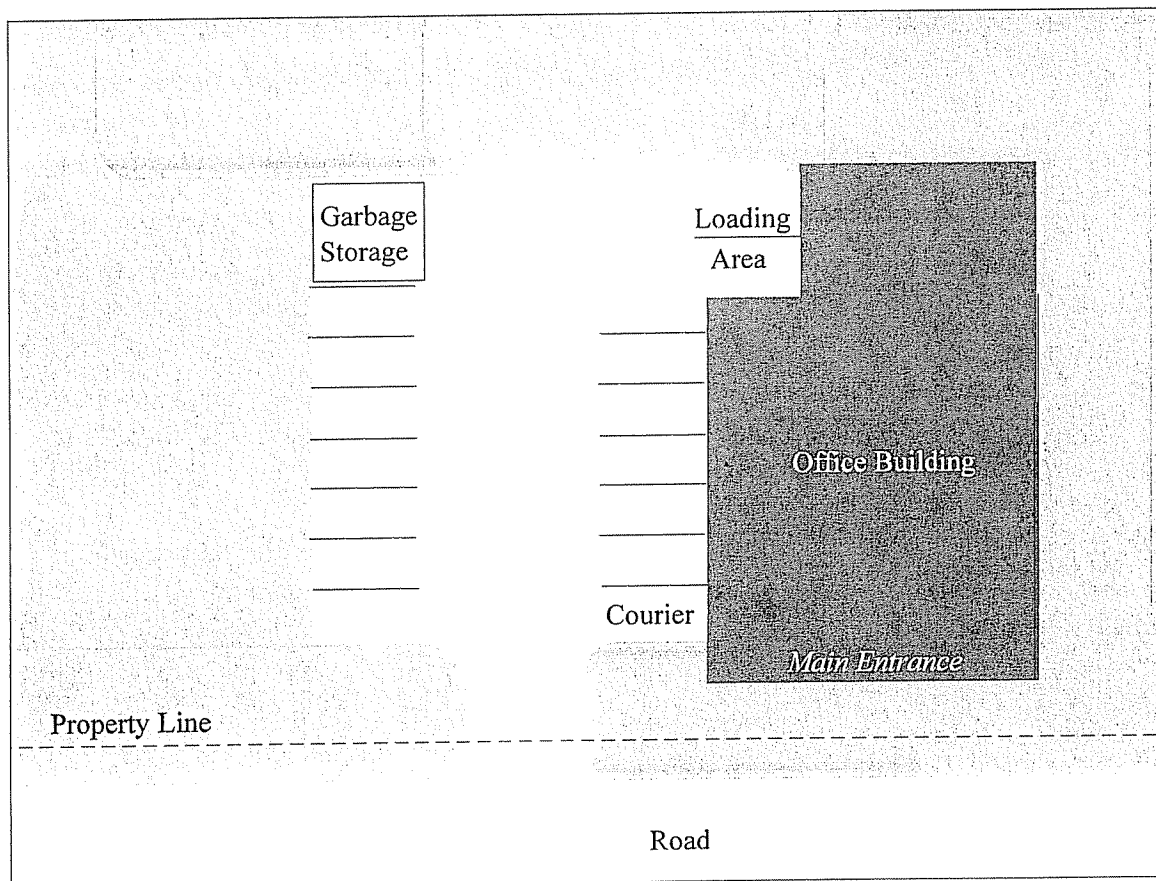 Garbage
Storage
Loading
Area
Office Building
Courier
Main Entrance
Property Line
Road